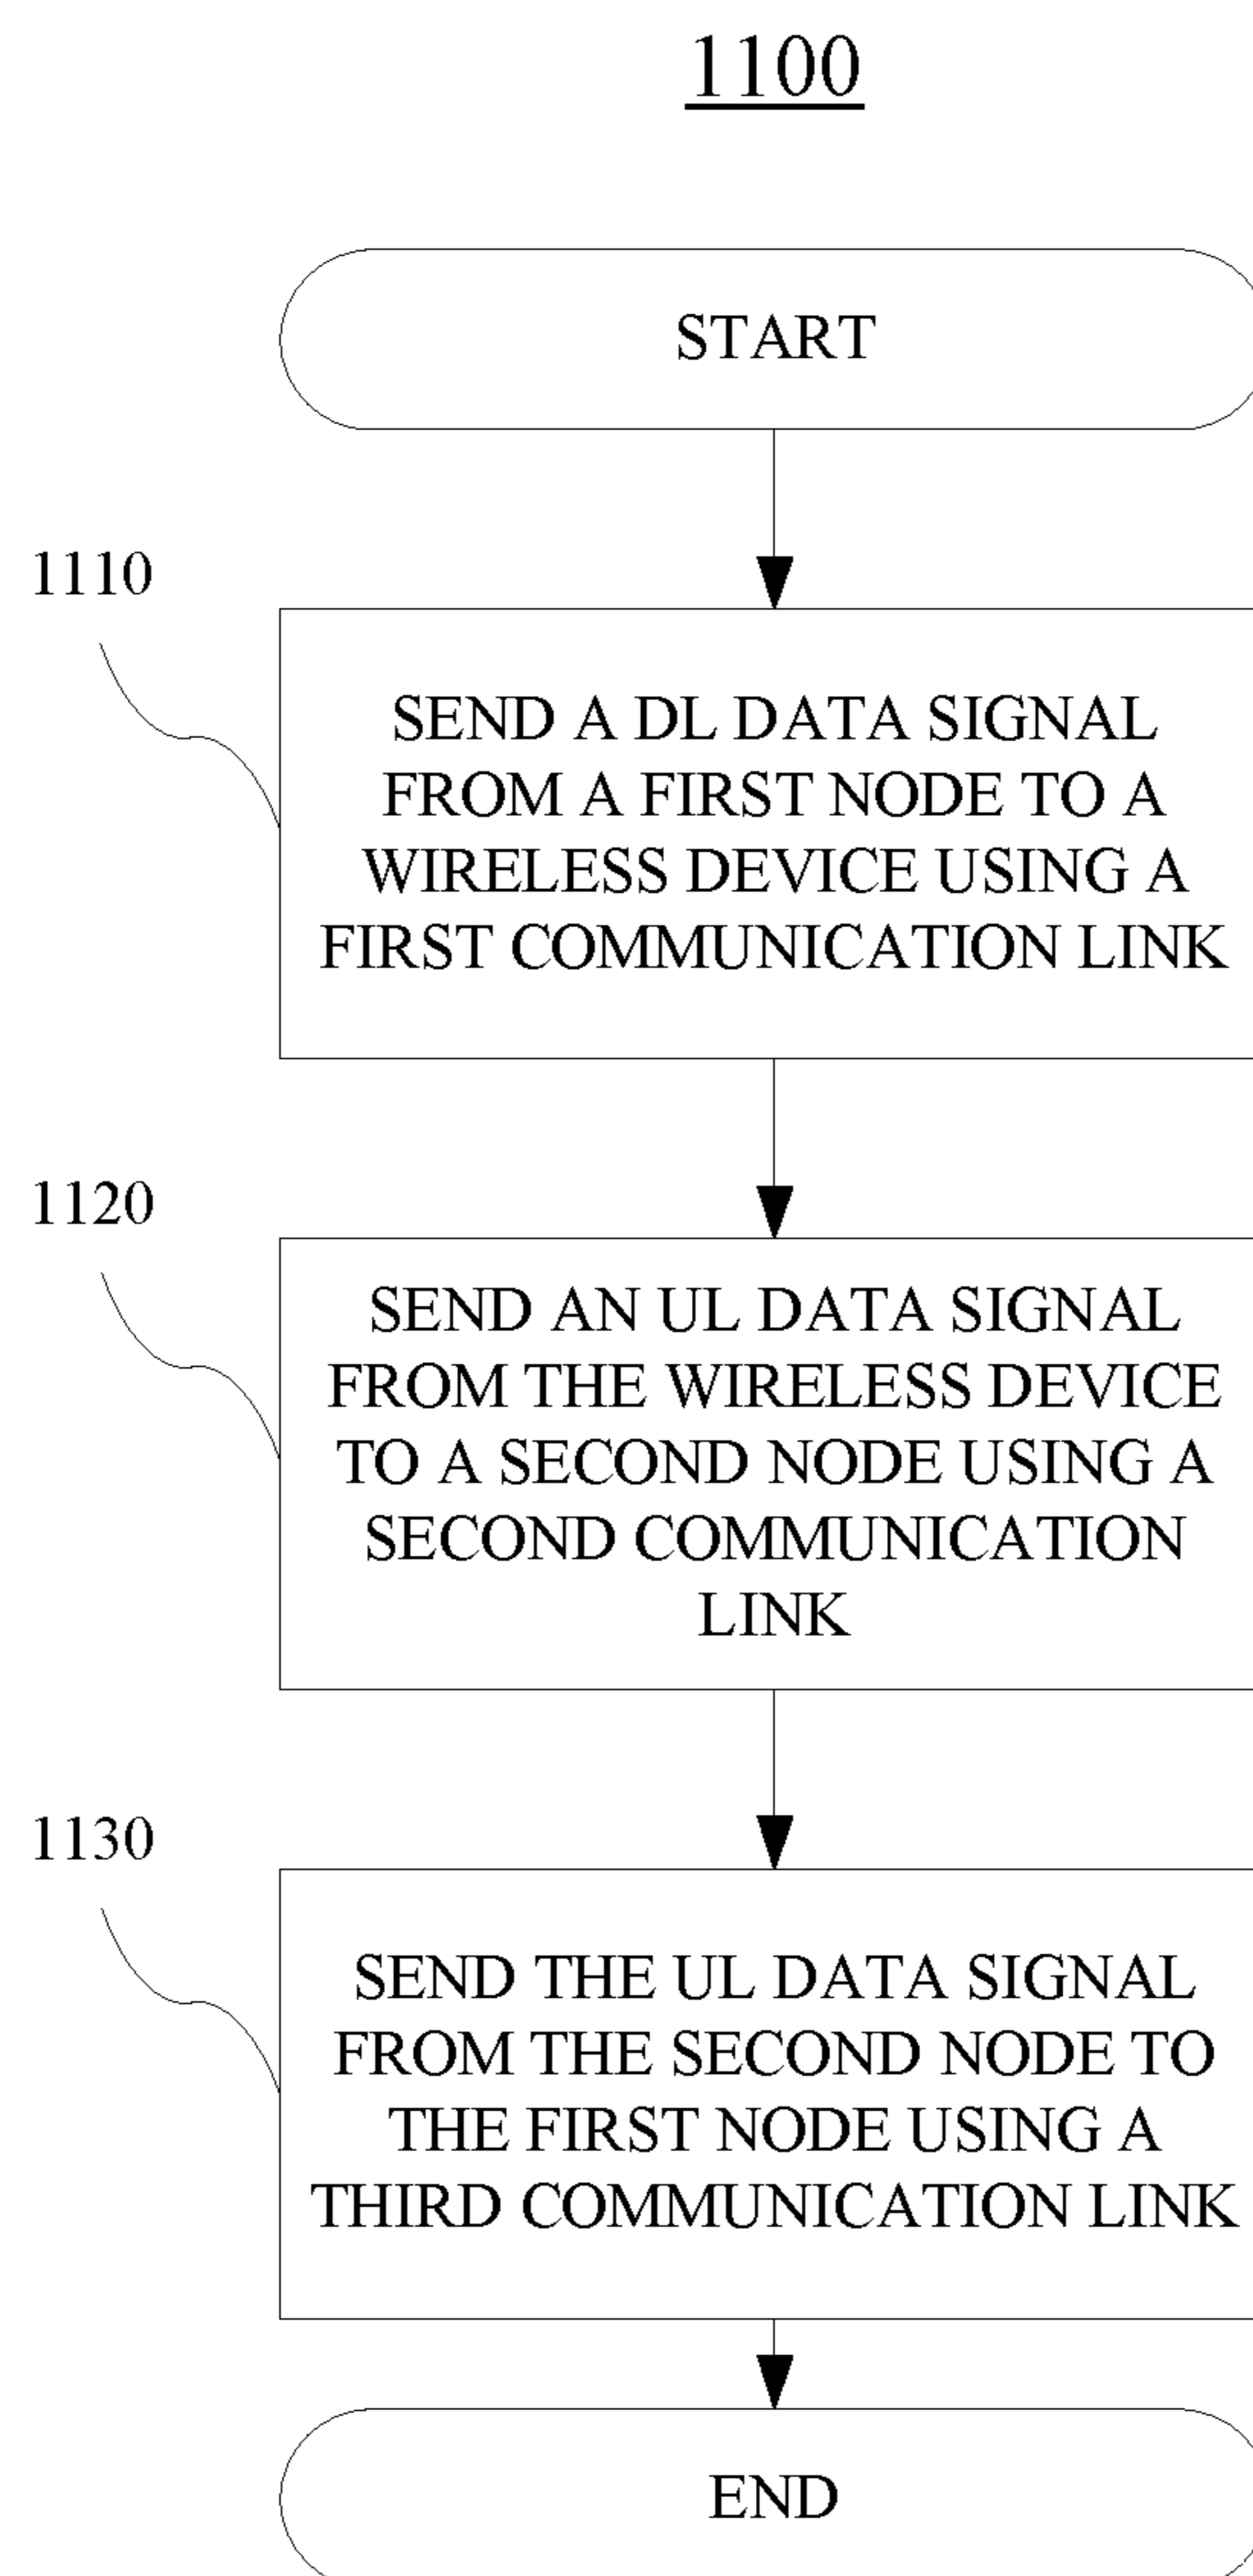 1100
START
1110
SEND A DL DATA SIGNAL
FROM A FIRST NODE TO A
WIRELESS DEVICE USING A
FIRST COMMUNICATION LINK
1120
SEND AN UL DATA SIGNAL
FROM THE WIRELESS DEVICE
TO A SECOND NODE USING A
SECOND COMMUNICATION
LINK
1130
SEND THE UL DATA SIGNAL
FROM THE SECOND NODE TO
THE FIRST NODE USING A
THIRD COMMUNICATION LINK
END